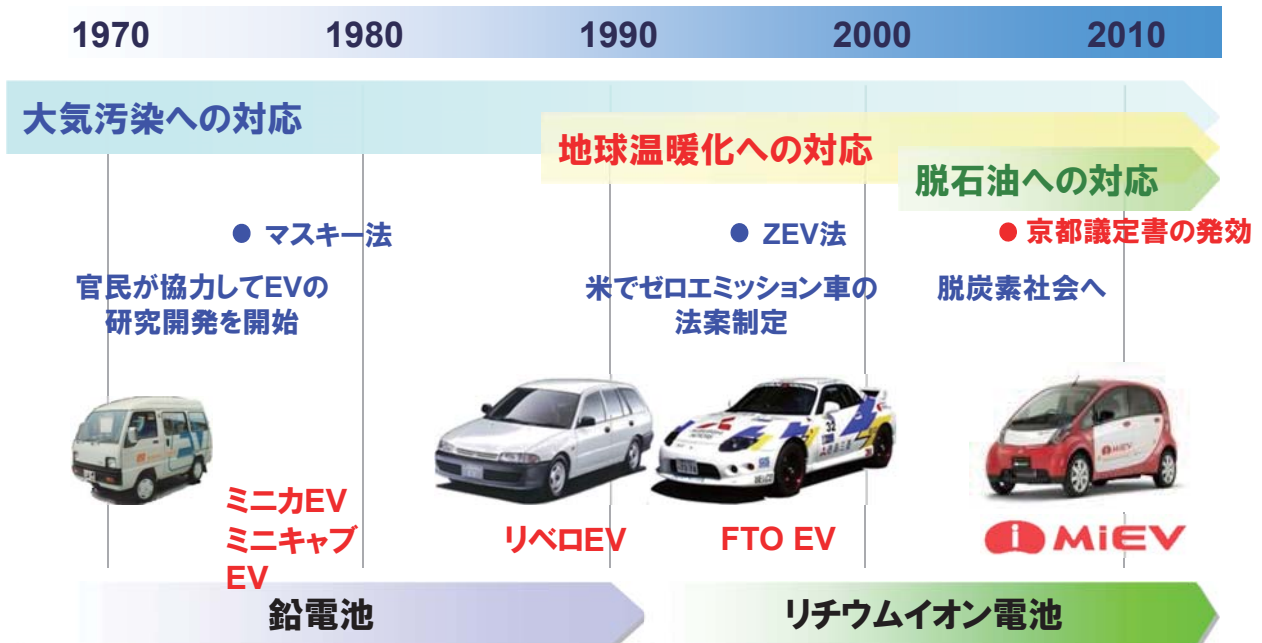 1970 1980 1990 2000 2010
大気汚染への対応
地球温暖化への対応
脱石油への対応
マスキー法
ZEV法
京都議定書の発効
官民が協力してEVの
研究開発を開始
米でゼロエミッション車の
法案制定
脱炭素社会へ
32
MiEV
ミニカEV
ミニキャブ
EV
リベロEV
FTO EV
i MiEV
鉛電池
リチウムイオン電池